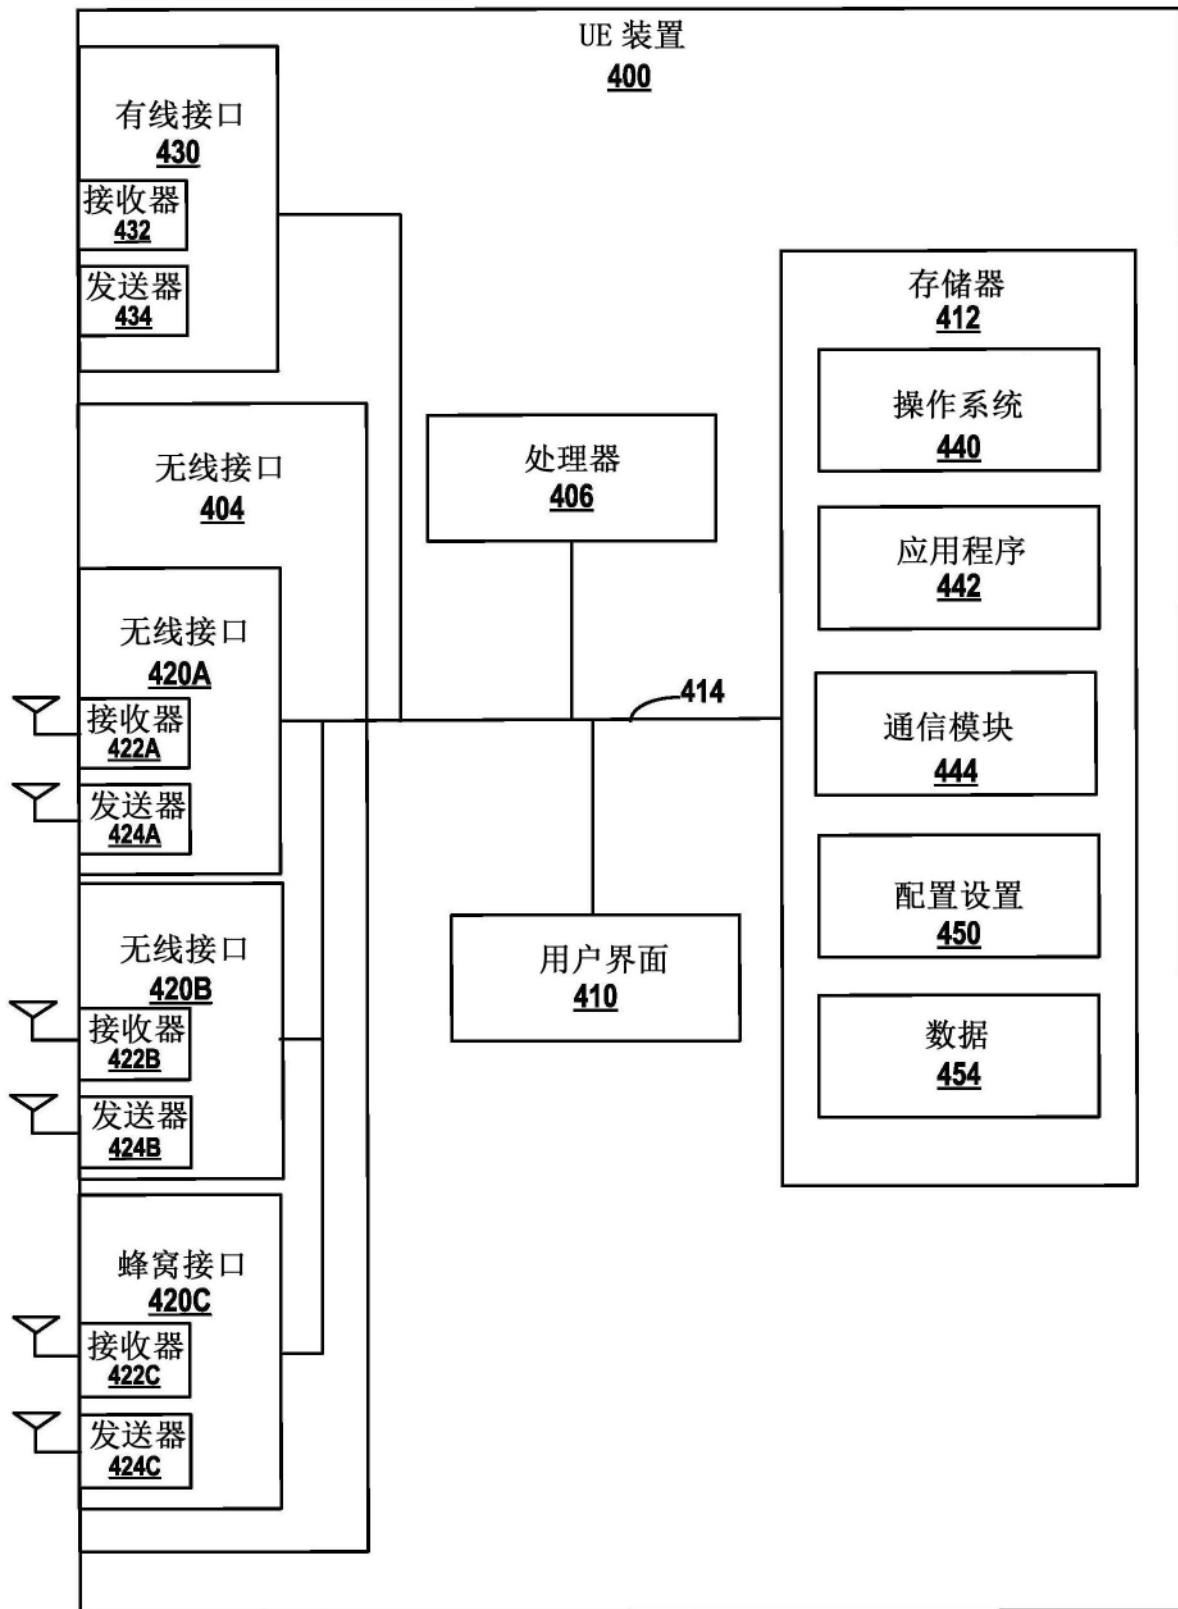 UE 装置
400
有线接口
430
接收器
432
发送器
434
无线接口
404
无线接口
420A
接收器
422A
发送器
424A
无线接口
420B
接收器
422B
发送器
424B
蜂窝接口
420C
接收器
422C
发送器
424C
处理器
406
414
用户界面
410
存储器
412
操作系统
440
应用程序
442
通信模块
444
配置设置
450
数据
454